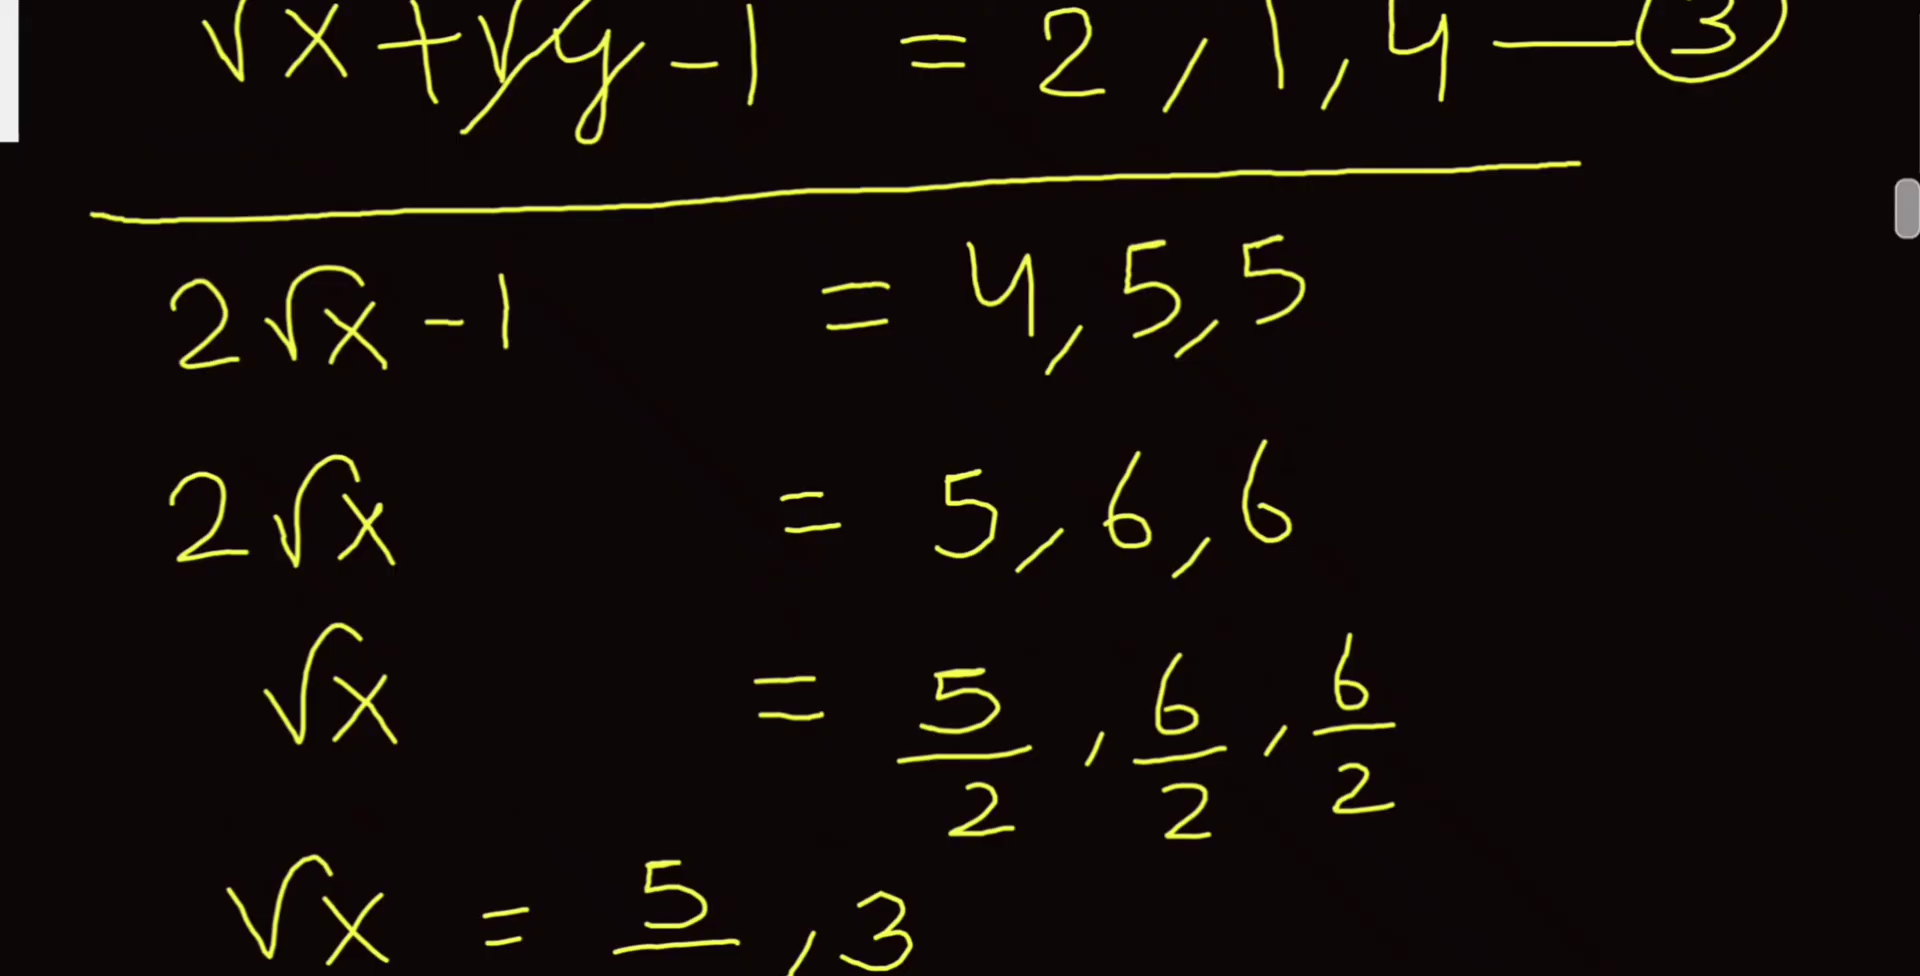 √x + √y - 1 = 2, 1, 4 — ③
2√x - 1 = 4, 5, 5
2√x = 5, 6, 6
√x = 5/2, 6/2, 6/2
√x = 5/ , 3